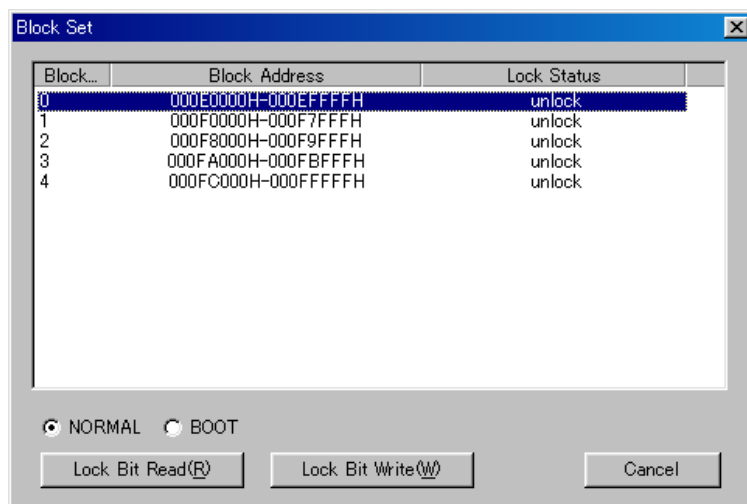 Block Set
Block... Block Address Lock Status
0 000E0000H-000EFFFFH unlock
1 000F0000H-000F7FFFH unlock
2 000F8000H-000F9FFFH unlock
3 000FA000H-000FBFFFH unlock
4 000FC000H-000FFFFFH unlock
NORMAL BOOT
Lock Bit Read(R) Lock Bit Write(W) Cancel